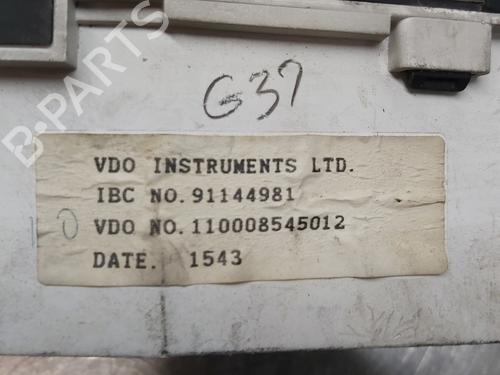 B-PARTS
G37
VDO INSTRUMENTS LTD.
IBC NO. 91144981
VDO NO. 110008545012
DATE. 1543